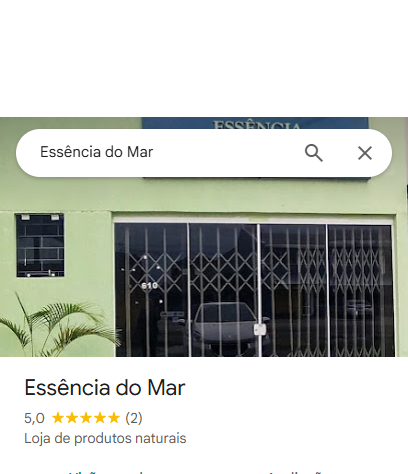 ESSÊNCIA
Essência do Mar
610
Essência do Mar
5,0 ★★★★★ (2)
Loja de produtos naturais